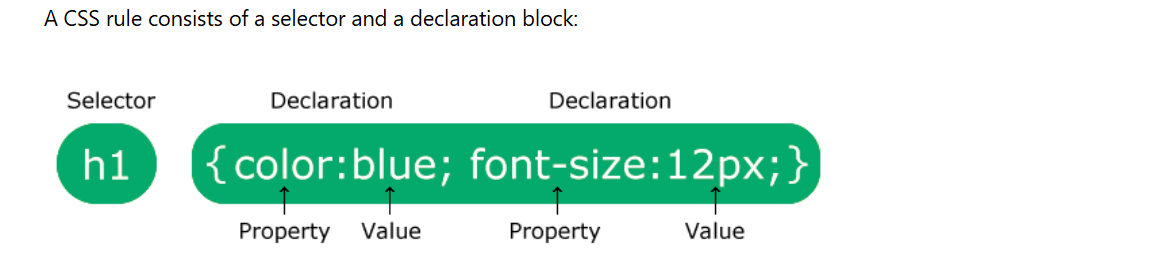 A CSS rule consists of a selector and a declaration block:
Selector Declaration Declaration
h1 {color:blue; font-size:12px;}
Property Value Property Value